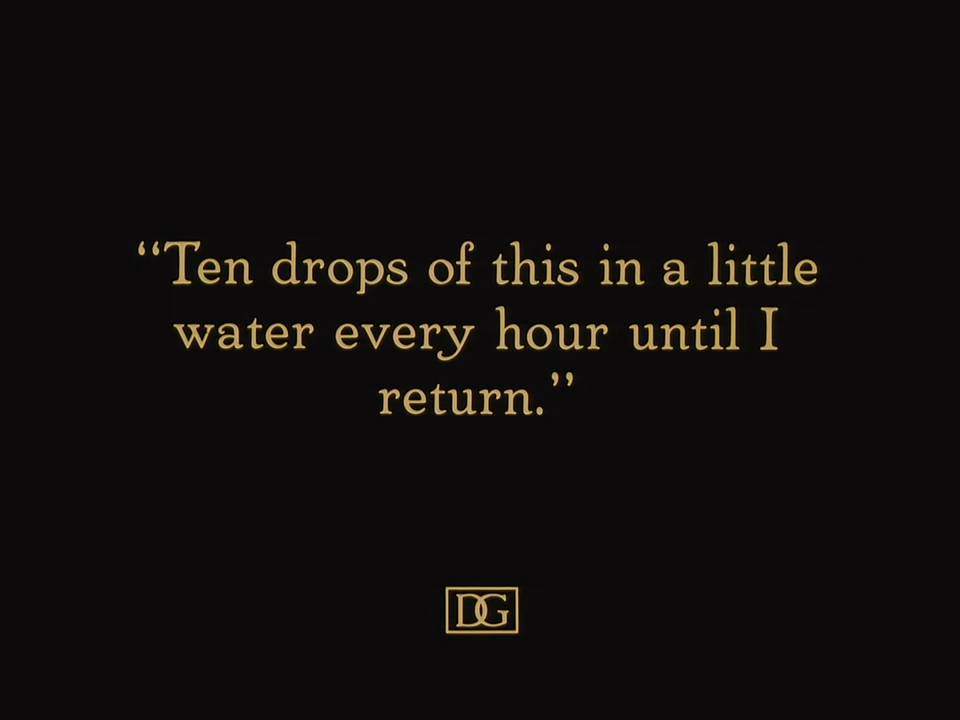 “Ten drops of this in a little
water every hour until I
return.”
DG